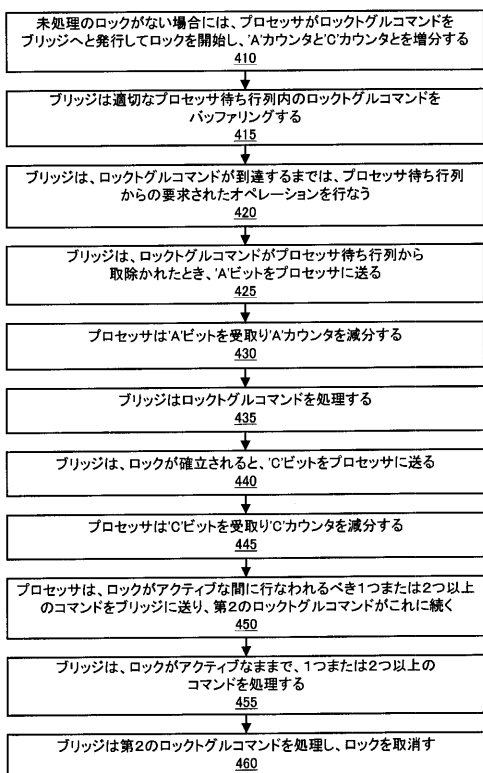 未処理のロックがない場合には、プロセッサがロックトグルコマンドを
ブリッジへと発行してロックを開始し、'A'カウンタと'C'カウンタとを増分する
410
ブリッジは適切なプロセッサ待ち行列内のロックトグルコマンドを
バッファリングする
415
ブリッジは、ロックトグルコマンドが到達するまでは、プロセッサ待ち行列
からの要求されたオペレーションを行なう
420
ブリッジは、ロックトグルコマンドがプロセッサ待ち行列から
取除かれたとき、'A'ビットをプロセッサに送る
425
プロセッサは'A'ビットを受取り'A'カウンタを減分する
430
ブリッジはロックトグルコマンドを処理する
435
ブリッジは、ロックが確立されると、'C'ビットをプロセッサに送る
440
プロセッサは'C'ビットを受取り'C'カウンタを減分する
445
プロセッサは、ロックがアクティブな間に行なわれるべき1つまたは2つ以上
のコマンドをブリッジに送り、第2のロックトグルコマンドがこれに続く
450
ブリッジは、ロックがアクティブなままで、1つまたは2つ以上の
コマンドを処理する
455
ブリッジは第2のロックトグルコマンドを処理し、ロックを取消す
460